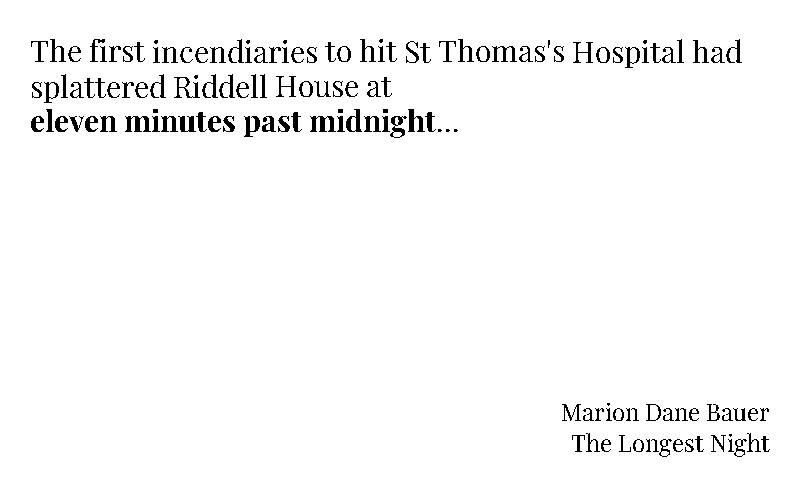 The first incendiaries to hit St Thomas's Hospital had
splattered Riddell House at
eleven minutes past midnight...
Marion Dane Bauer
The Longest Night